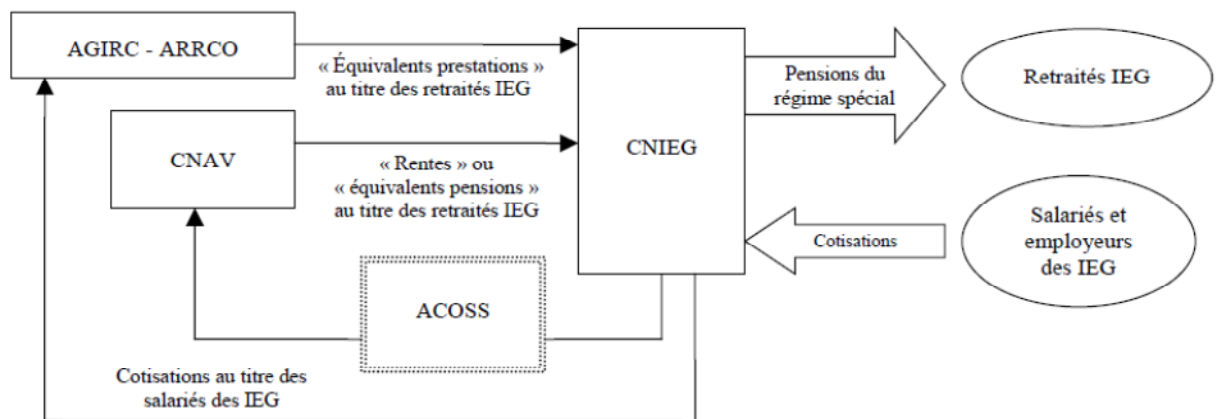 AGIRC - ARRCO
« Équivalents prestations »
au titre des retraités IEG
CNAV
« Rentes » ou
« équivalents pensions »
au titre des retraités IEG
CNIEG
Pensions du
régime spécial
Retraités IEG
Cotisations
Salariés et
employeurs
des IEG
ACOSS
Cotisations au titre des
salariés des IEG